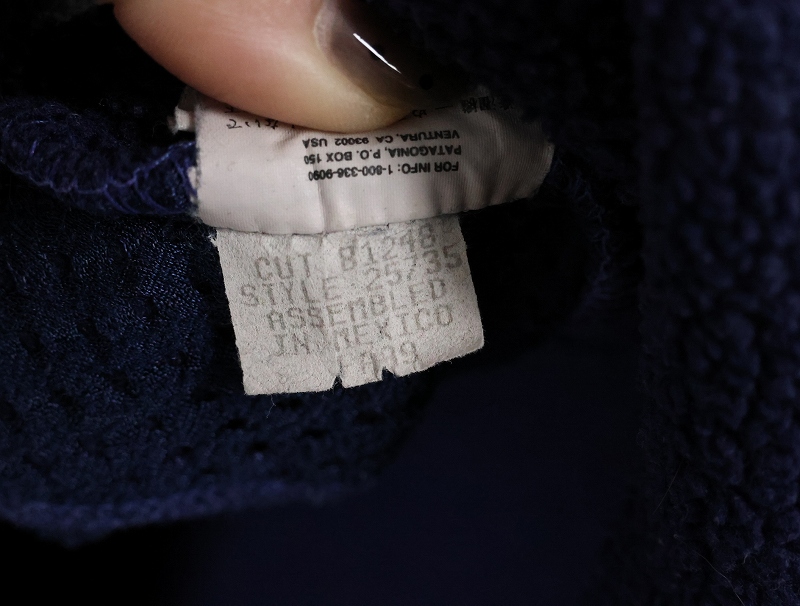 FOR INFO: 1-800-336-9090
PATAGONIA, P.O. BOX 150
VENTURA, CA 93002 USA
CUT B1248
STYLE 25735
ASSEMBLED
IN MEXICO